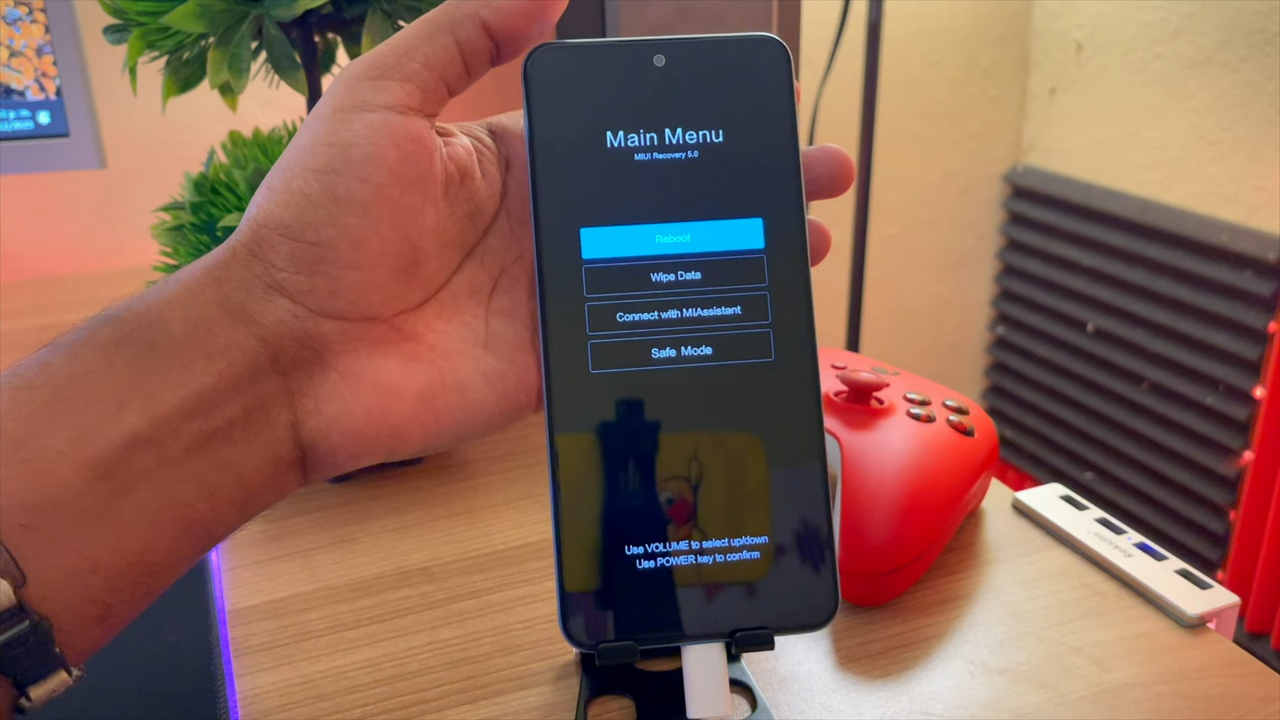 Main Menu
MIUI Recovery 5.0
Reboot
Wipe Data
Connect with MIAssistant
Safe Mode
Use VOLUME to select up/down
Use POWER key to confirm